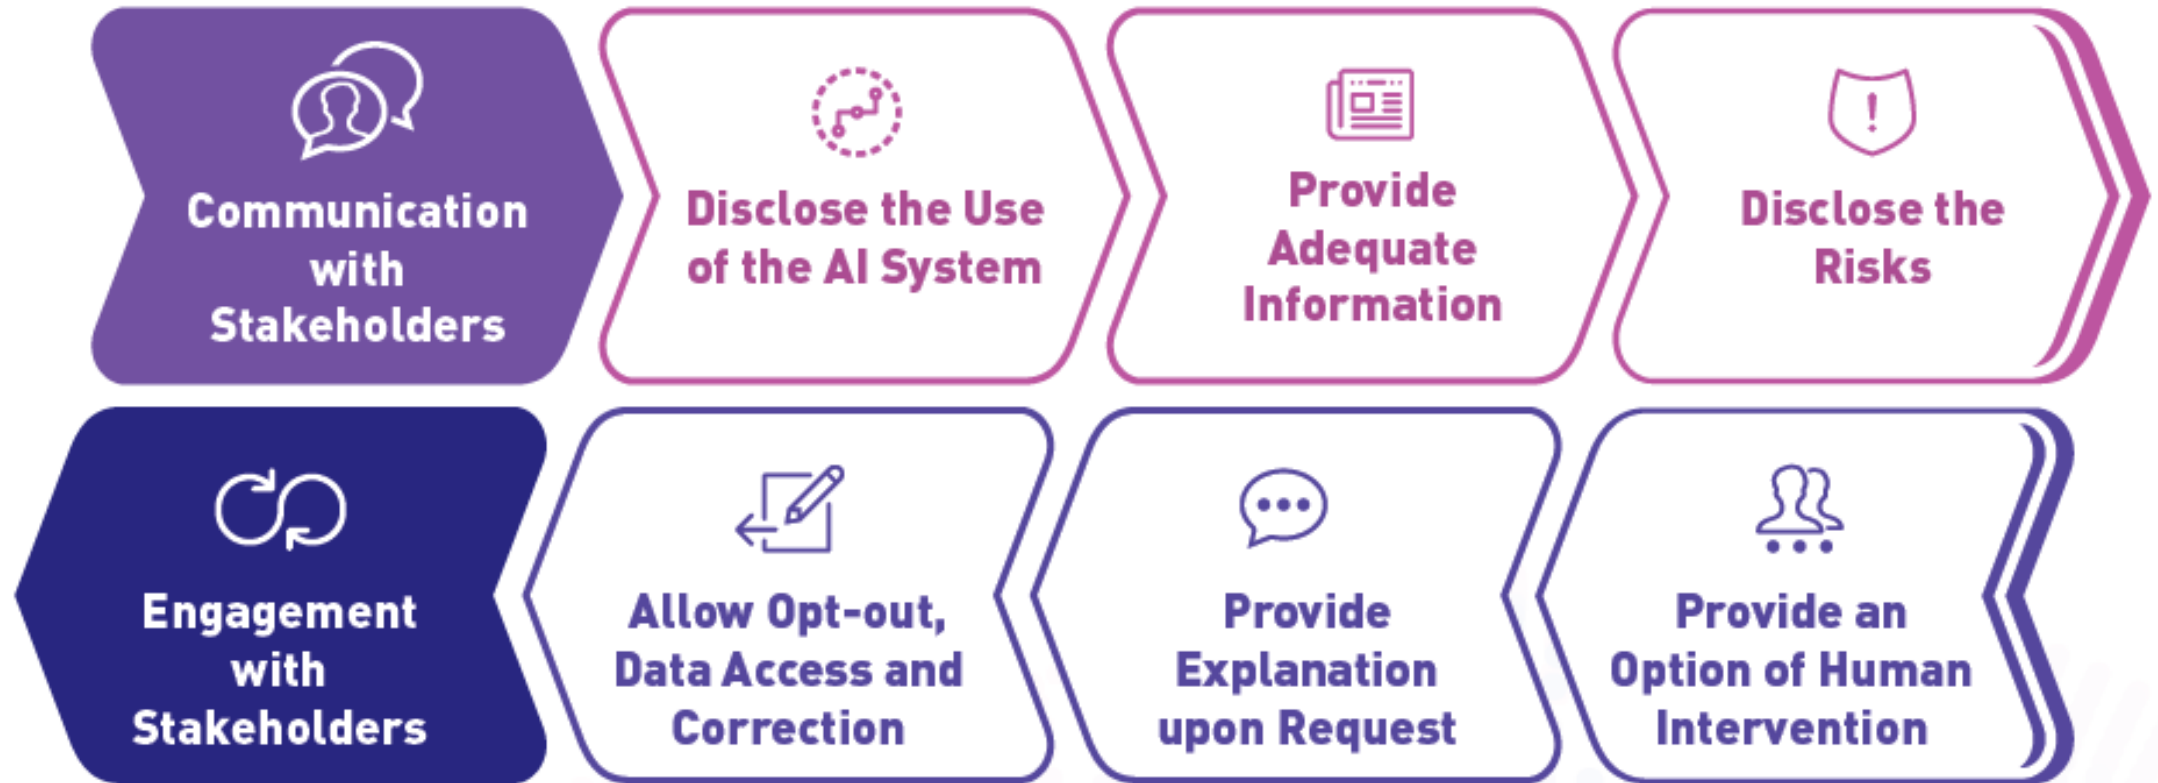 Communication
with
Stakeholders
Disclose the Use
of the AI System
Provide
Adequate
Information
Disclose the
Risks
Engagement
with
Stakeholders
Allow Opt-out,
Data Access and
Correction
Provide
Explanation
upon Request
Provide an
Option of Human
Intervention